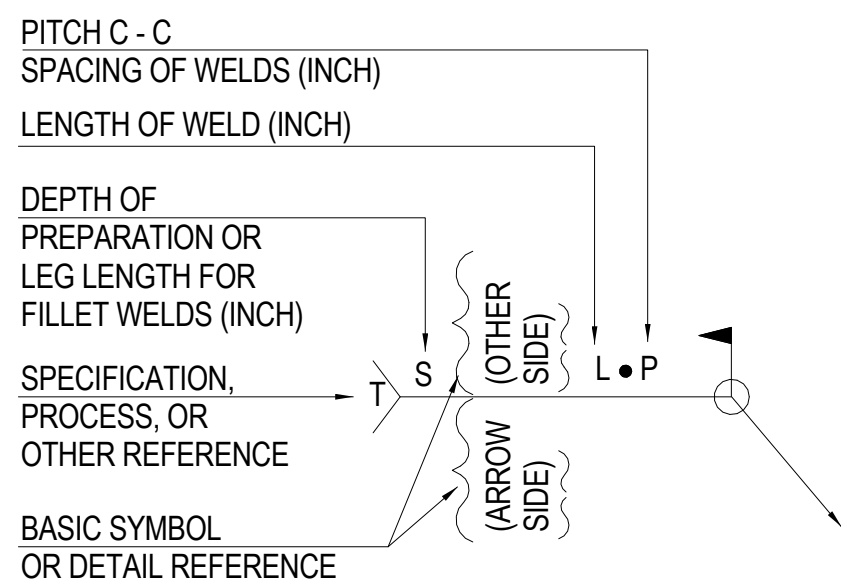 PITCH C - C
SPACING OF WELDS (INCH)
LENGTH OF WELD (INCH)
DEPTH OF
PREPARATION OR
LEG LENGTH FOR
FILLET WELDS (INCH)
SPECIFICATION,
PROCESS, OR
OTHER REFERENCE
BASIC SYMBOL
OR DETAIL REFERENCE
T
S
(OTHER
SIDE)
L • P
(ARROW
SIDE)